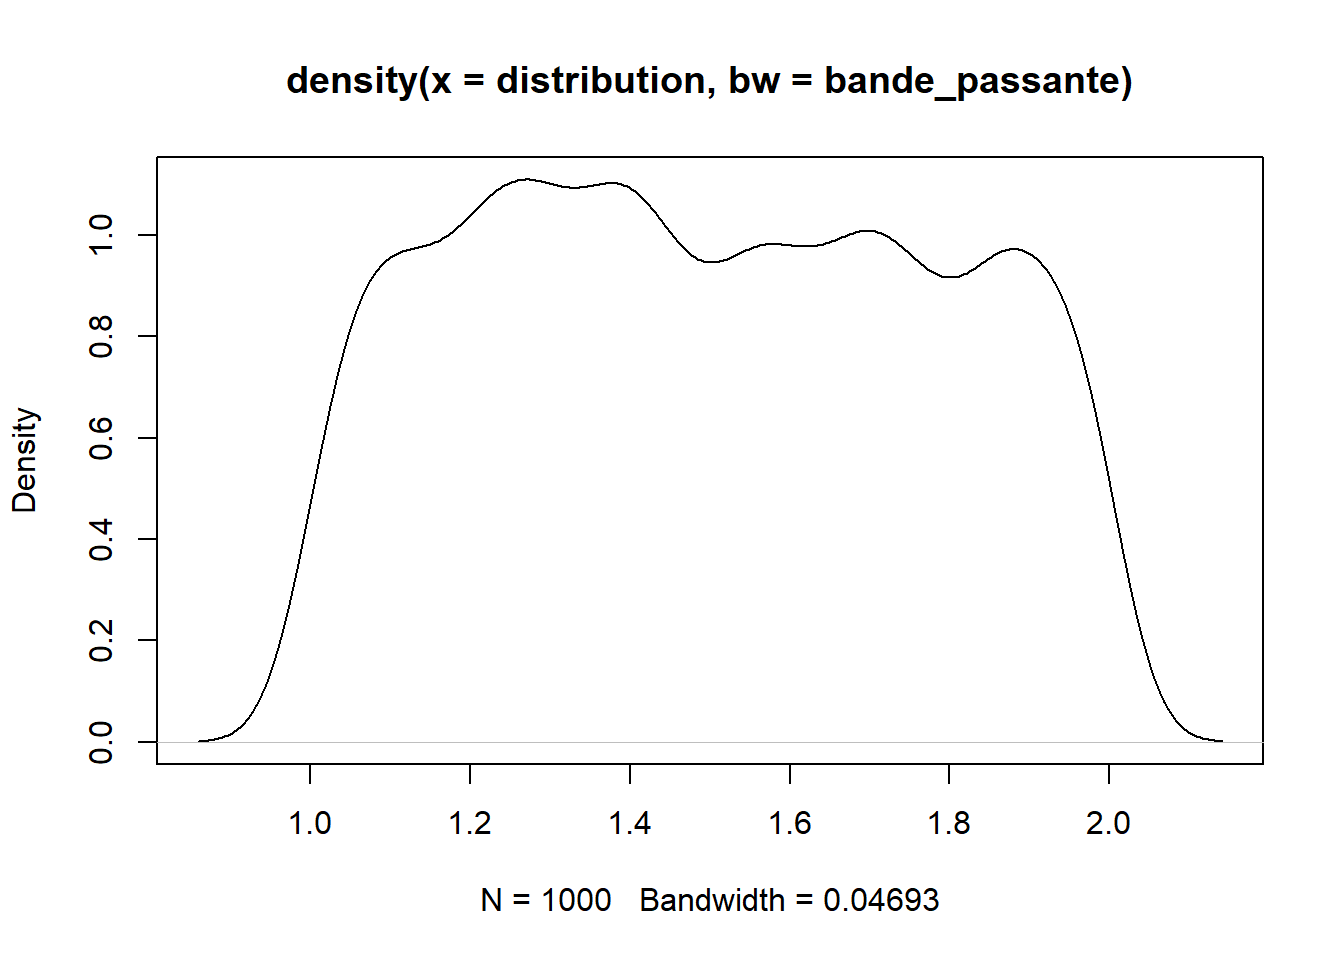 density(x = distribution, bw = bande_passante)
Density
0.0 0.2 0.4 0.6 0.8 1.0
1.0 1.2 1.4 1.6 1.8 2.0
N = 1000 Bandwidth = 0.04693